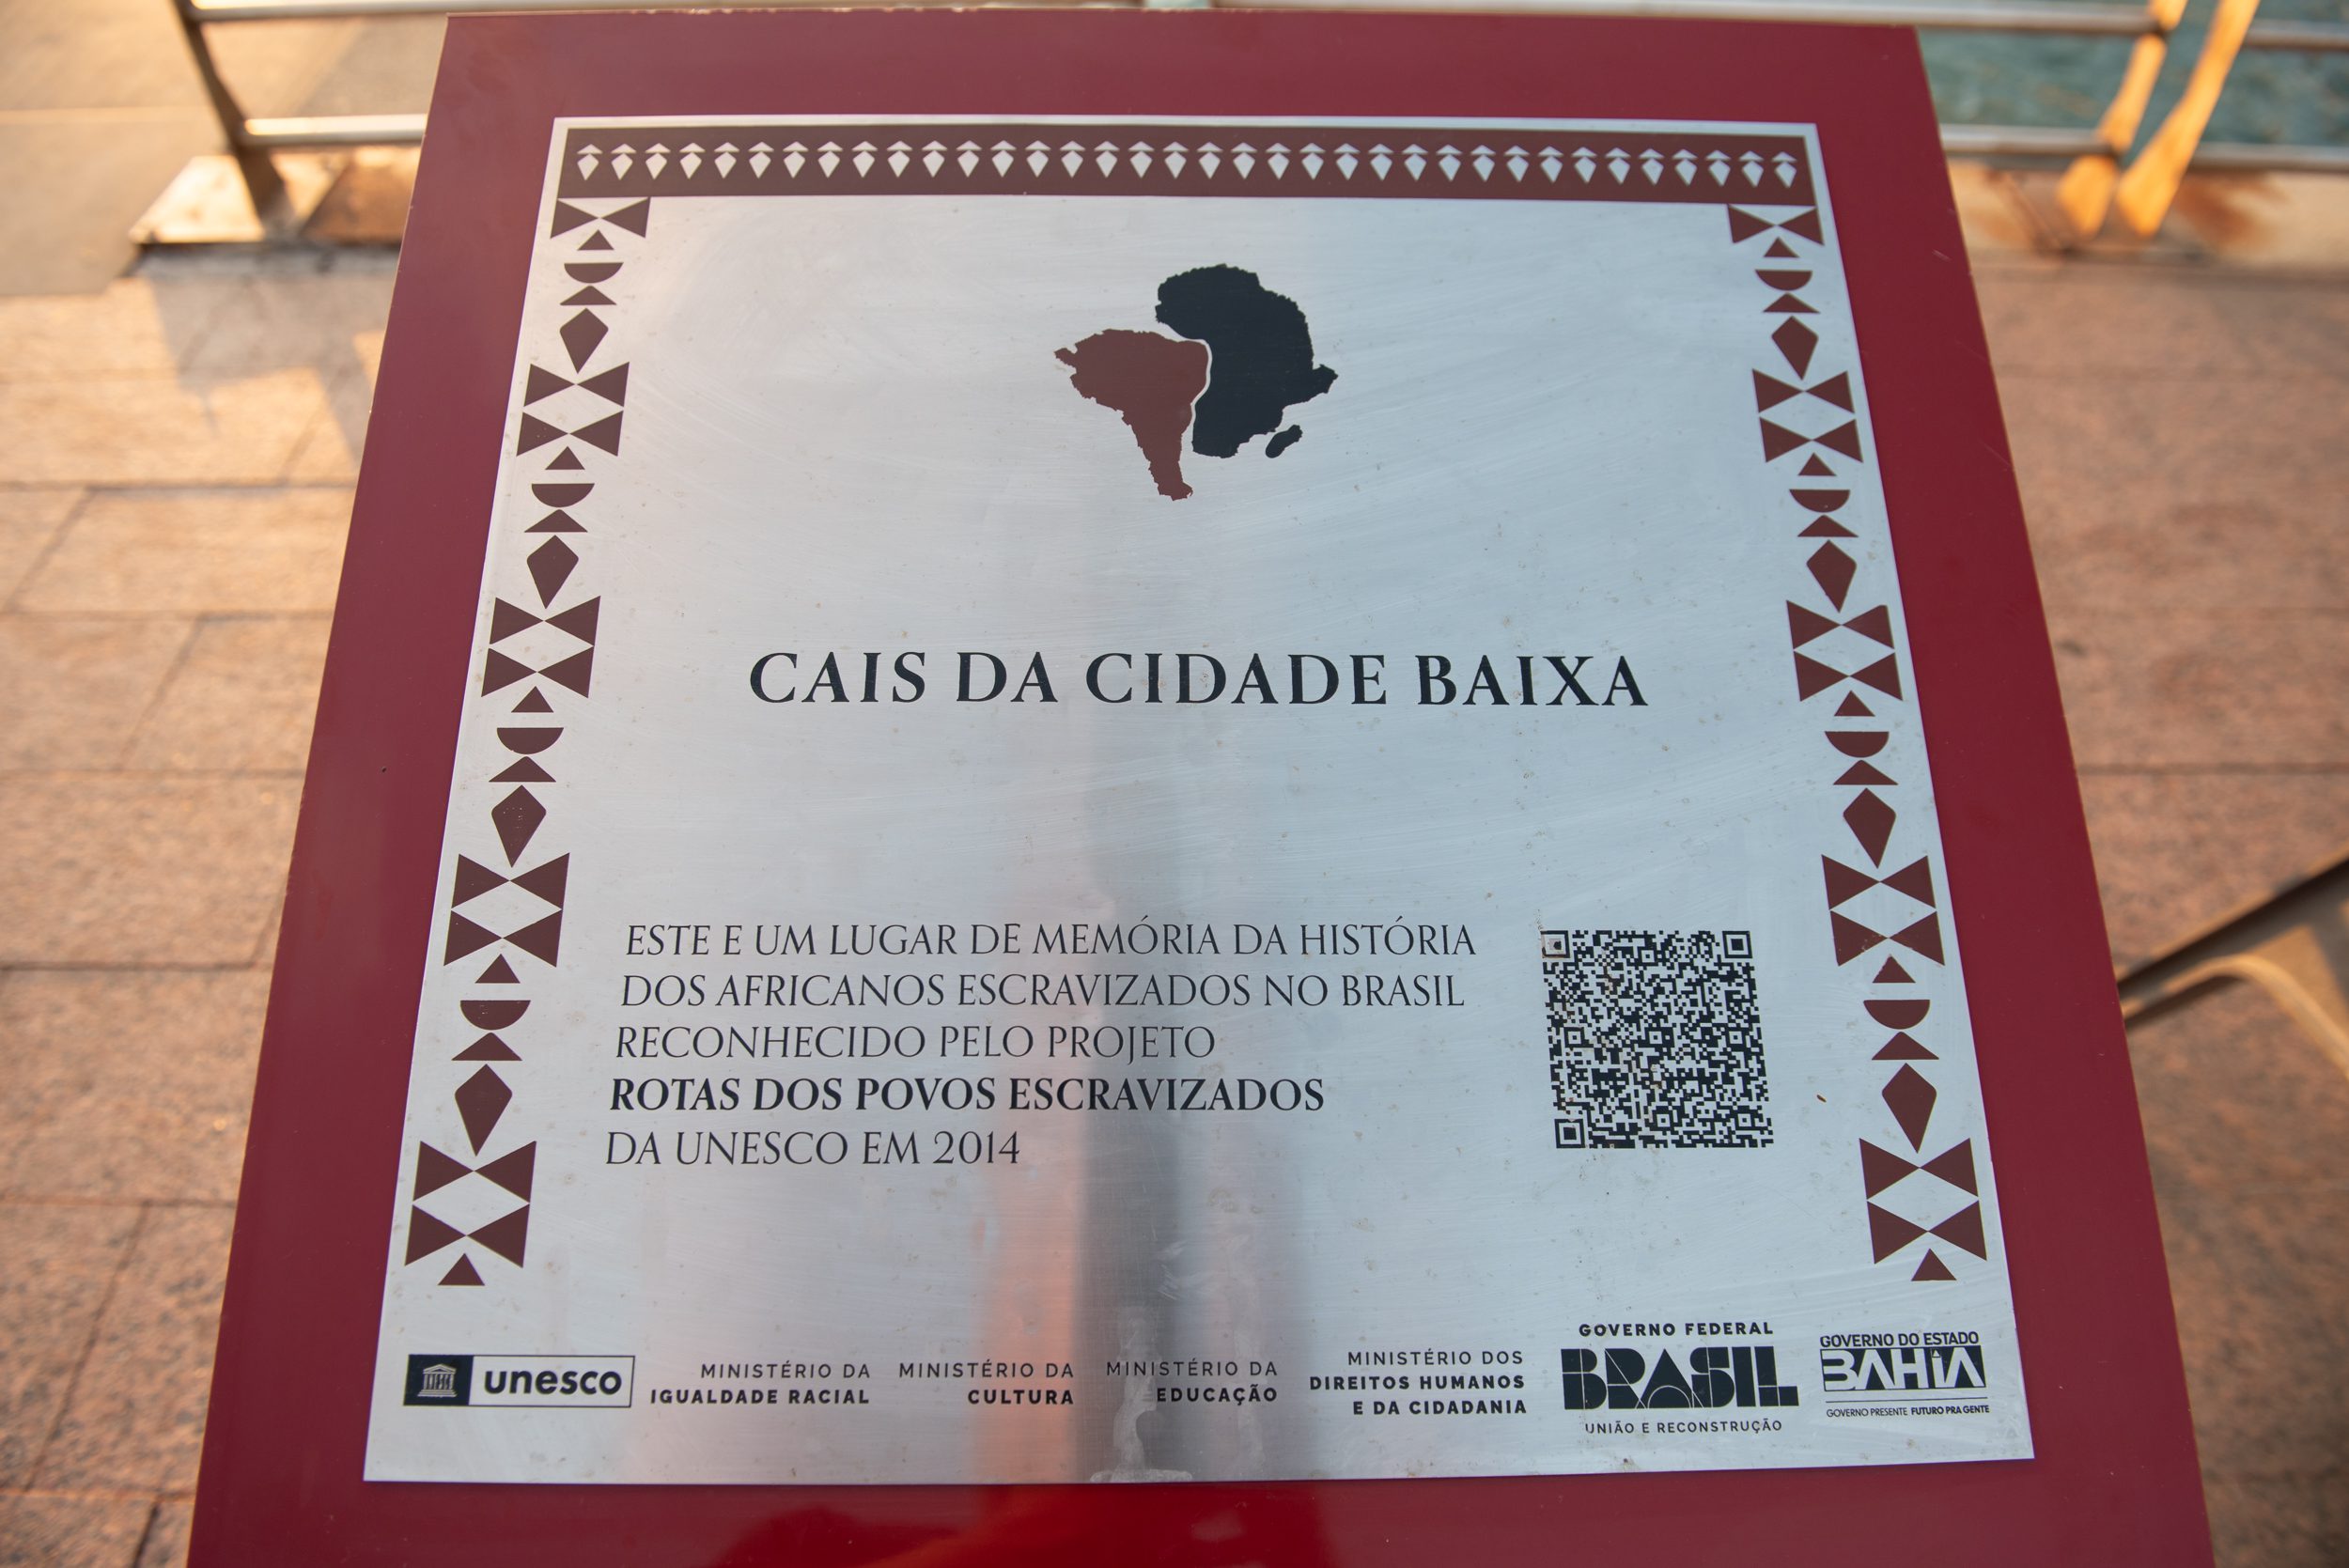 CAIS DA CIDADE BAIXA
ESTE E UM LUGAR DE MEMÓRIA DA HISTÓRIA
DOS AFRICANOS ESCRAVIZADOS NO BRASIL
RECONHECIDO PELO PROJETO
ROTAS DOS POVOS ESCRAVIZADOS
DA UNESCO EM 2014
unesco
MINISTÉRIO DA
IGUALDADE RACIAL
MINISTÉRIO DA
CULTURA
MINISTÉRIO DA
EDUCAÇÃO
MINISTÉRIO DOS
DIREITOS HUMANOS
E DA CIDADANIA
GOVERNO FEDERAL
BRASIL
UNIÃO E RECONSTRUÇÃO
GOVERNO DO ESTADO
BAHIA
GOVERNO PRESENTE FUTURO PRA GENTE